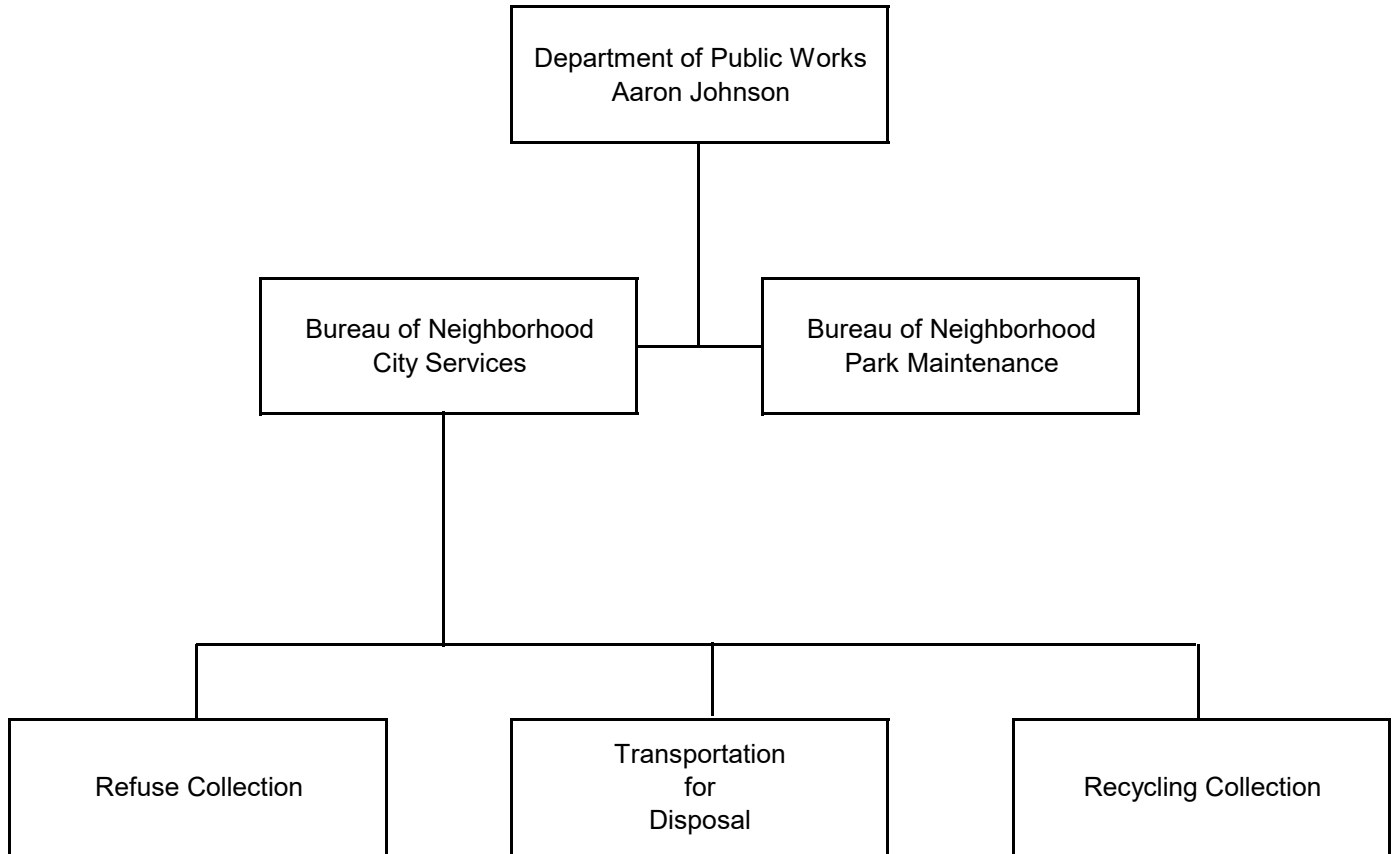 Department of Public Works
Aaron Johnson
Bureau of Neighborhood
City Services
Bureau of Neighborhood
Park Maintenance
Refuse Collection
Transportation
for
Disposal
Recycling Collection